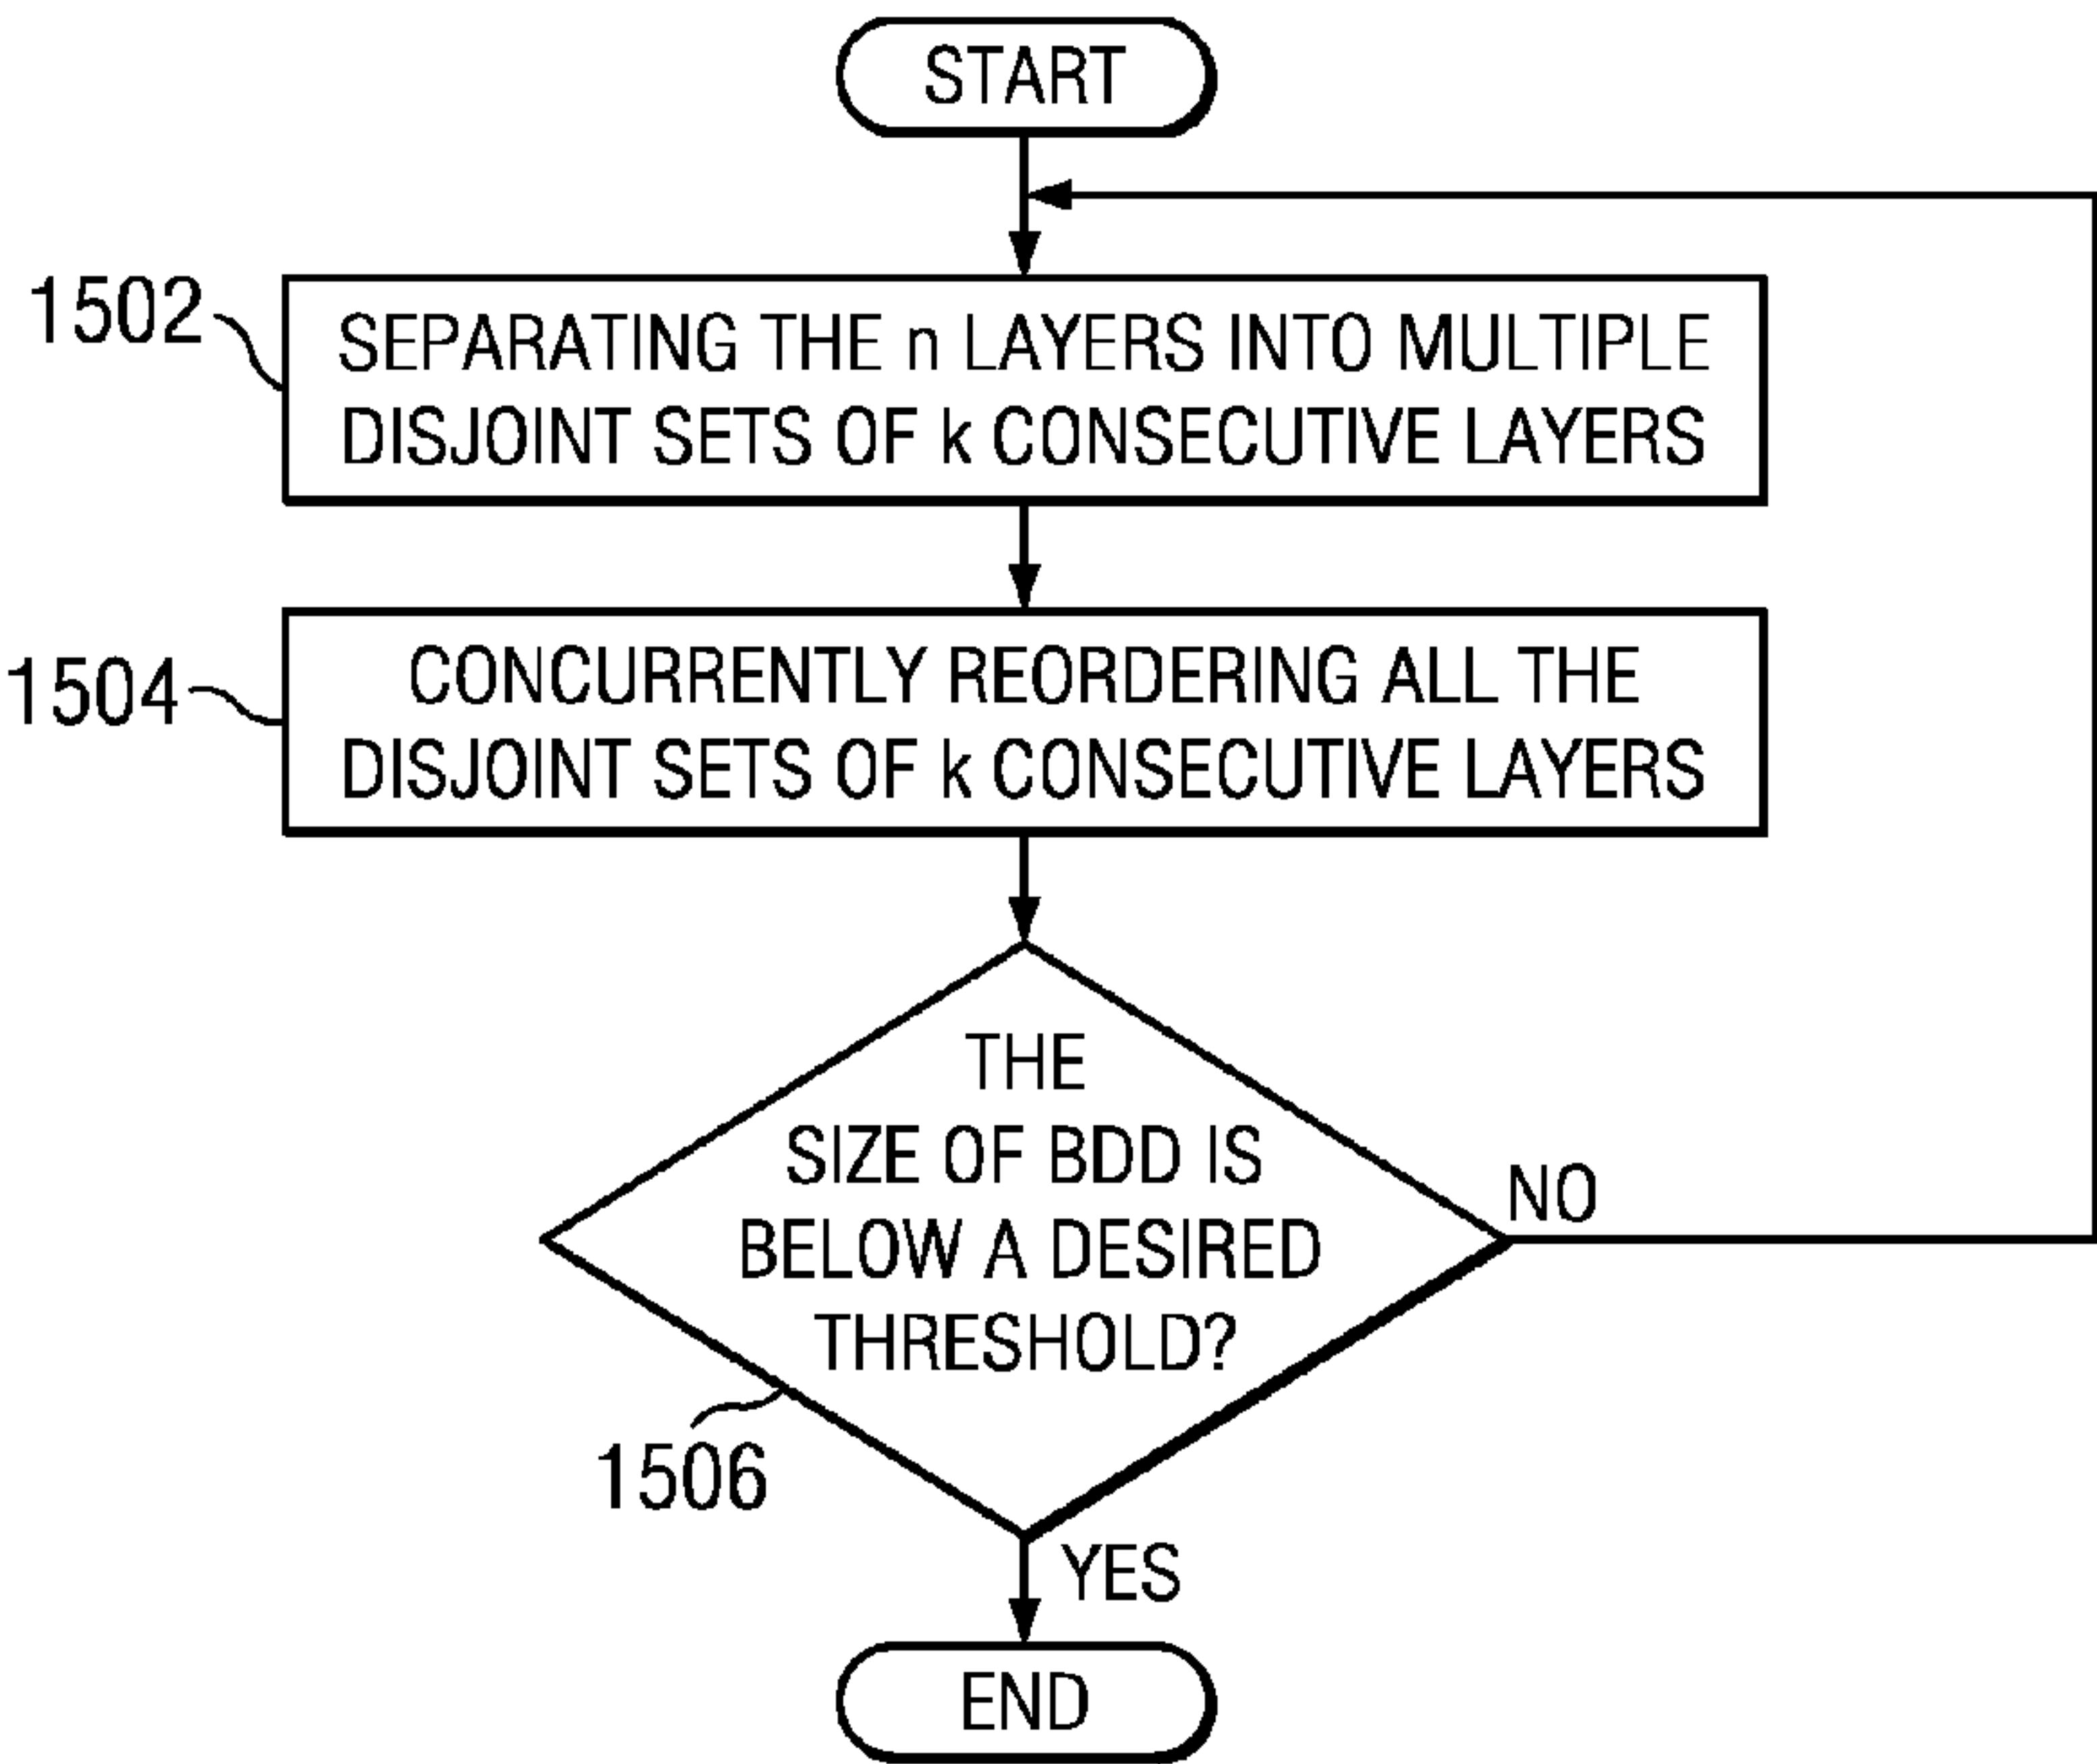 START
1502
SEPARATING THE n LAYERS INTO MULTIPLE
DISJOINT SETS OF k CONSECUTIVE LAYERS
1504
CONCURRENTLY REORDERING ALL THE
DISJOINT SETS OF k CONSECUTIVE LAYERS
THE
SIZE OF BDD IS
BELOW A DESIRED
THRESHOLD?
NO
1506
YES
END